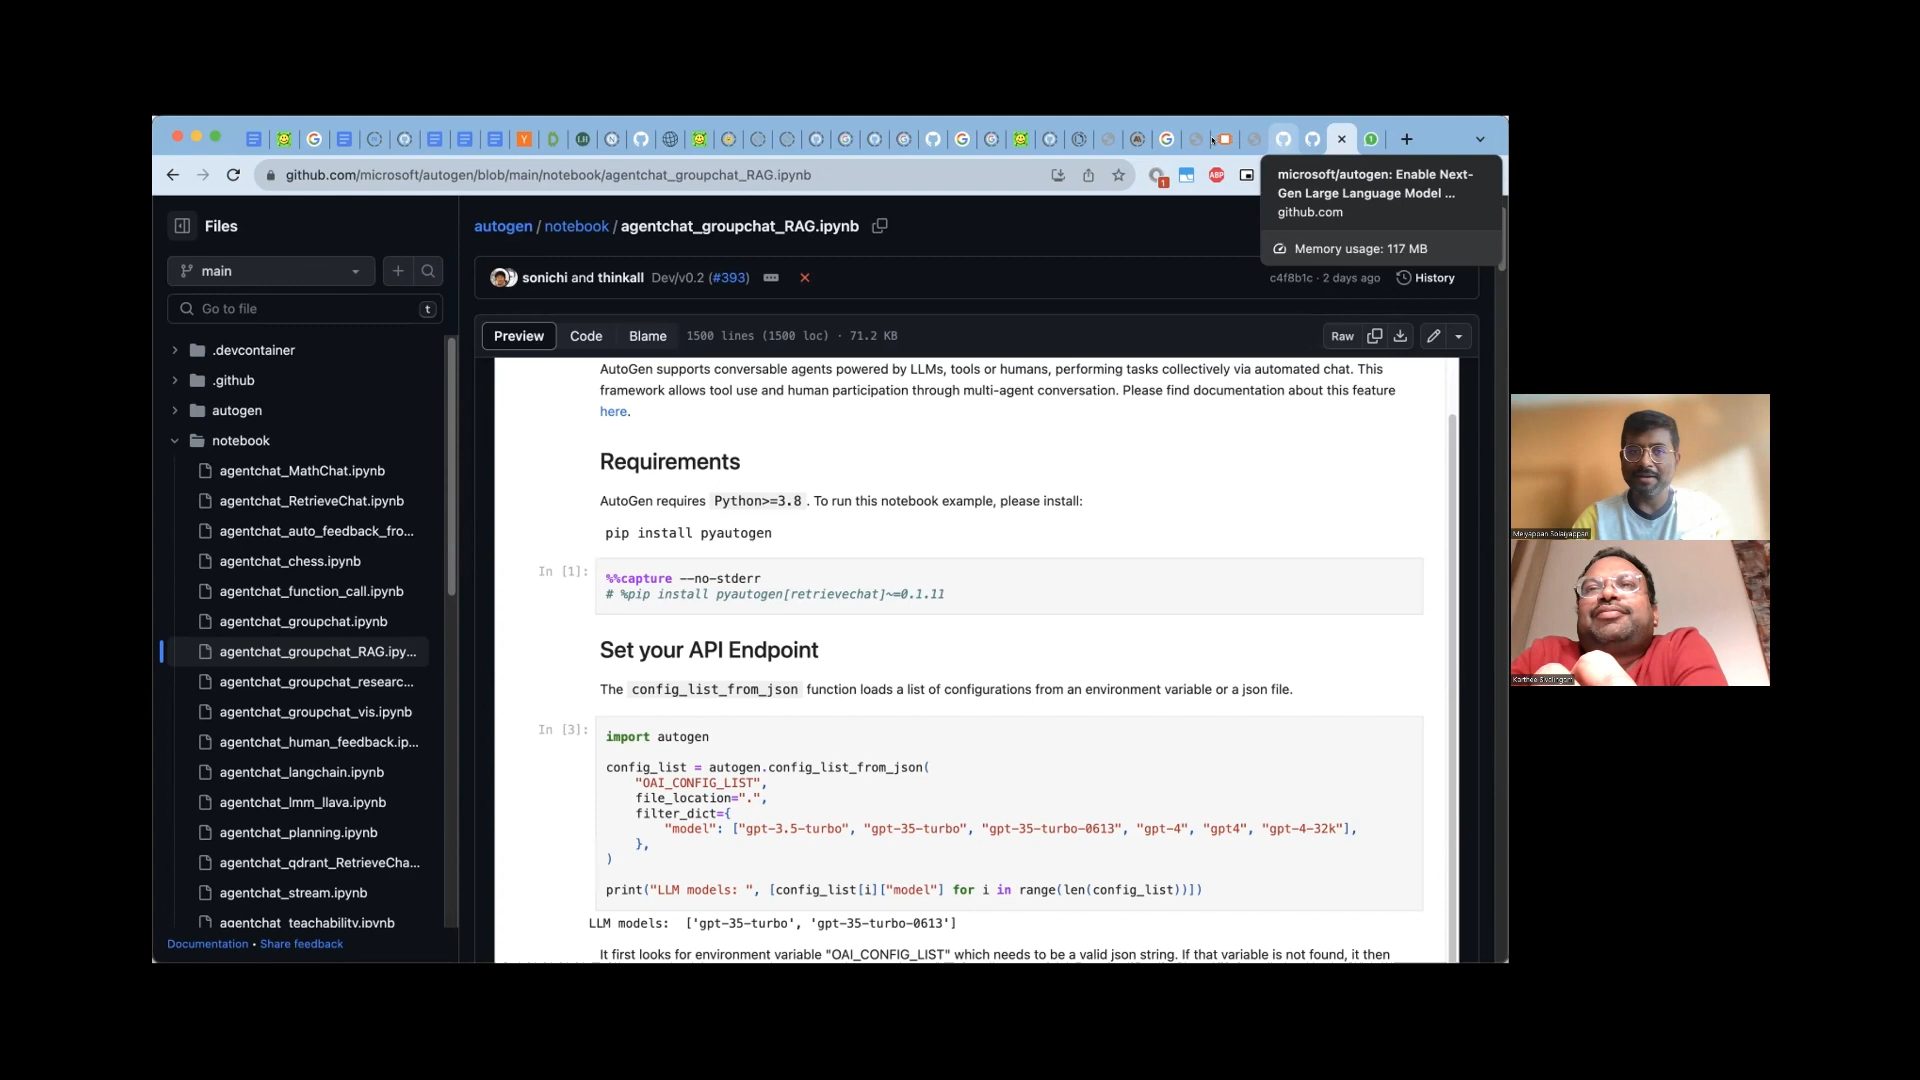 github.com/microsoft/autogen/blob/main/notebook/agentchat_groupchat_RAG.ipynb
microsoft/autogen: Enable Next-
Gen Large Language Model ...
github.com
Memory usage: 117 MB
Files
main
Go to file
t
.devcontainer
.github
autogen
notebook
agentchat_MathChat.ipynb
agentchat_RetrieveChat.ipynb
agentchat_auto_feedback_fro...
agentchat_chess.ipynb
agentchat_function_call.ipynb
agentchat_groupchat.ipynb
agentchat_groupchat_RAG.ipy...
agentchat_groupchat_researc...
agentchat_groupchat_vis.ipynb
agentchat_human_feedback.ip...
agentchat_langchain.ipynb
agentchat_lmm_llava.ipynb
agentchat_planning.ipynb
agentchat_qdrant_RetrieveCha...
agentchat_stream.ipynb
agentchat_teachability.ipynb
Documentation • Share feedback
autogen / notebook / agentchat_groupchat_RAG.ipynb
sonichi and thinkall Dev/v0.2 (#393)
c4f8b1c · 2 days ago History
Preview Code Blame 1500 lines (1500 loc) · 71.2 KB Raw
AutoGen supports conversable agents powered by LLMs, tools or humans, performing tasks collectively via automated chat. This
framework allows tool use and human participation through multi-agent conversation. Please find documentation about this feature
here.
Requirements
AutoGen requires Python>=3.8 . To run this notebook example, please install:
pip install pyautogen
In [1]:
%%capture --no-stderr
# %pip install pyautogen[retrievechat]~=0.1.11
Set your API Endpoint
The config_list_from_json function loads a list of configurations from an environment variable or a json file.
In [3]:
import autogen
config_list = autogen.config_list_from_json(
"OAI_CONFIG_LIST",
file_location=".",
filter_dict={
"model": ["gpt-3.5-turbo", "gpt-35-turbo", "gpt-35-turbo-0613", "gpt-4", "gpt4", "gpt-4-32k"],
},
)
print("LLM models: ", [config_list[i]["model"] for i in range(len(config_list))])
LLM models: ['gpt-35-turbo', 'gpt-35-turbo-0613']
It first looks for environment variable "OAI_CONFIG_LIST" which needs to be a valid json string. If that variable is not found, it then
Meiyappan Solaiyappan
Karthee Sivalingam